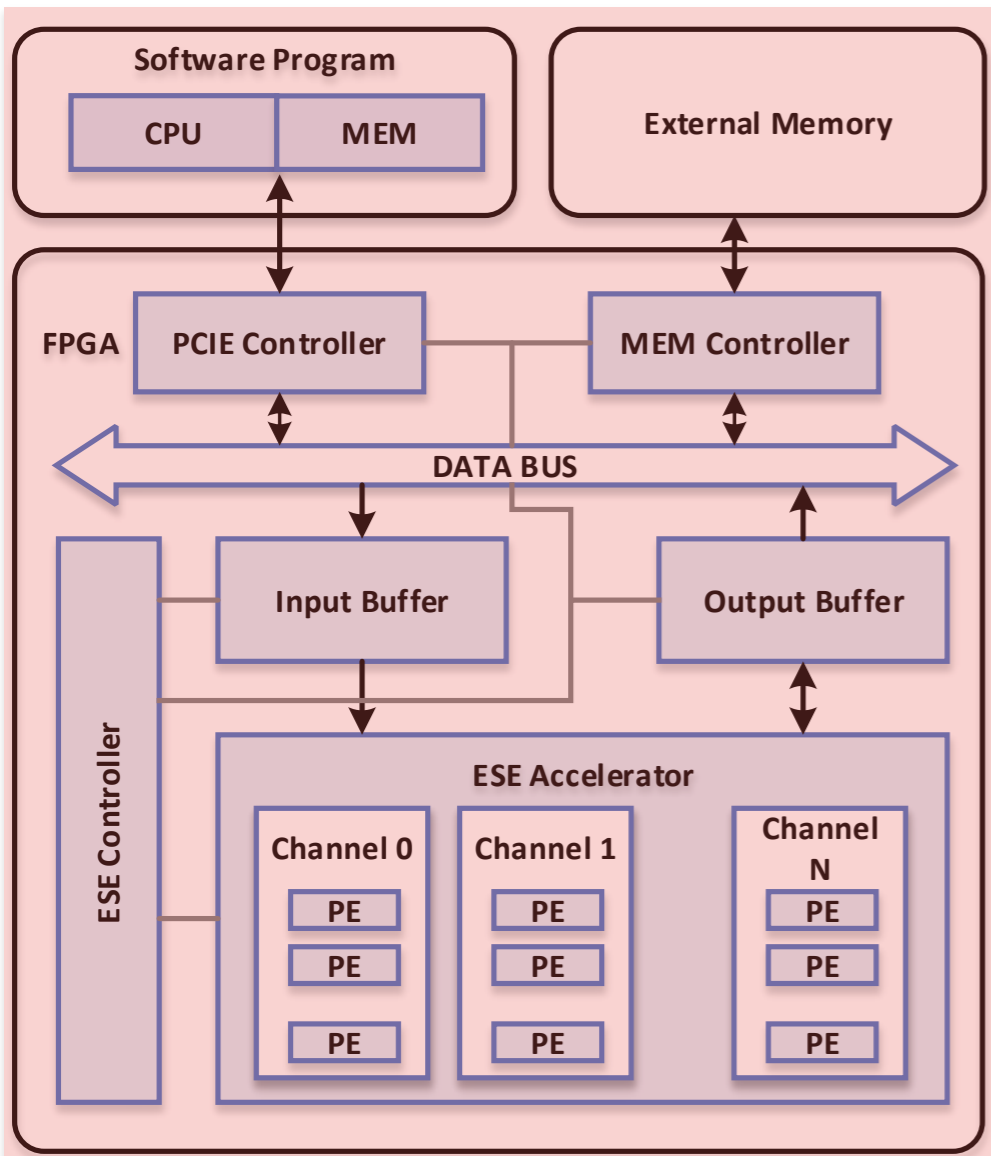 Software Program
CPU MEM
External Memory
FPGA
PCIE Controller
MEM Controller
DATA BUS
Input Buffer
Output Buffer
ESE Controller
ESE Accelerator
Channel 0
PE
PE
PE
Channel 1
PE
PE
PE
Channel
N
PE
PE
PE